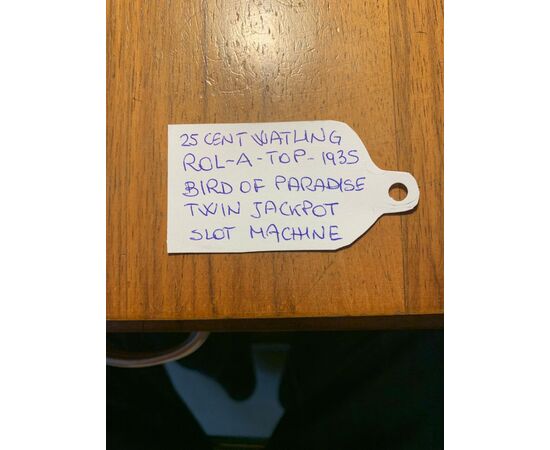 25 CENT WATLING
ROL-A-TOP-1935
BIRD OF PARADISE
TWIN JACKPOT
SLOT MACHINE